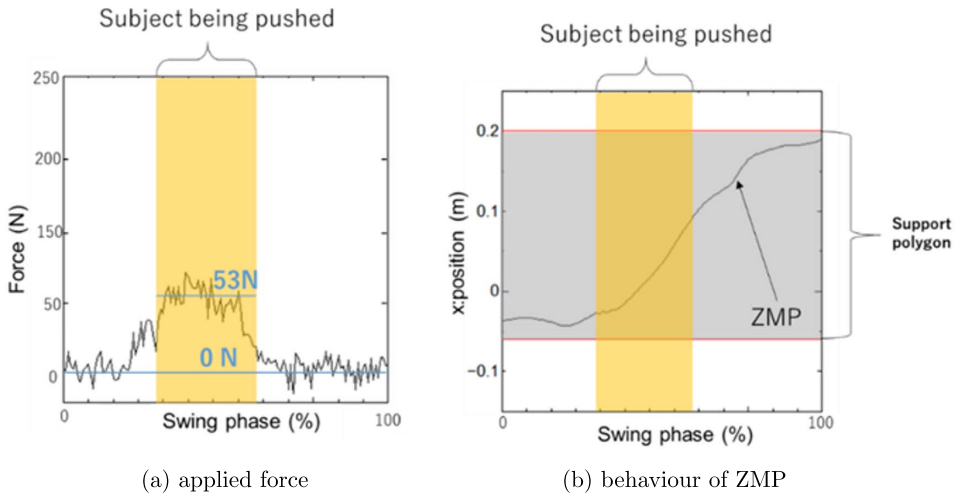 Subject being pushed
250
200
150
50
0
Force (N)
53N
0 N
0
100
Swing phase (%)
(a) applied force
Subject being pushed
0.2
0.1
0
−0.1
x:position (m)
ZMP
Support
polygon
0
100
Swing phase (%)
(b) behaviour of ZMP